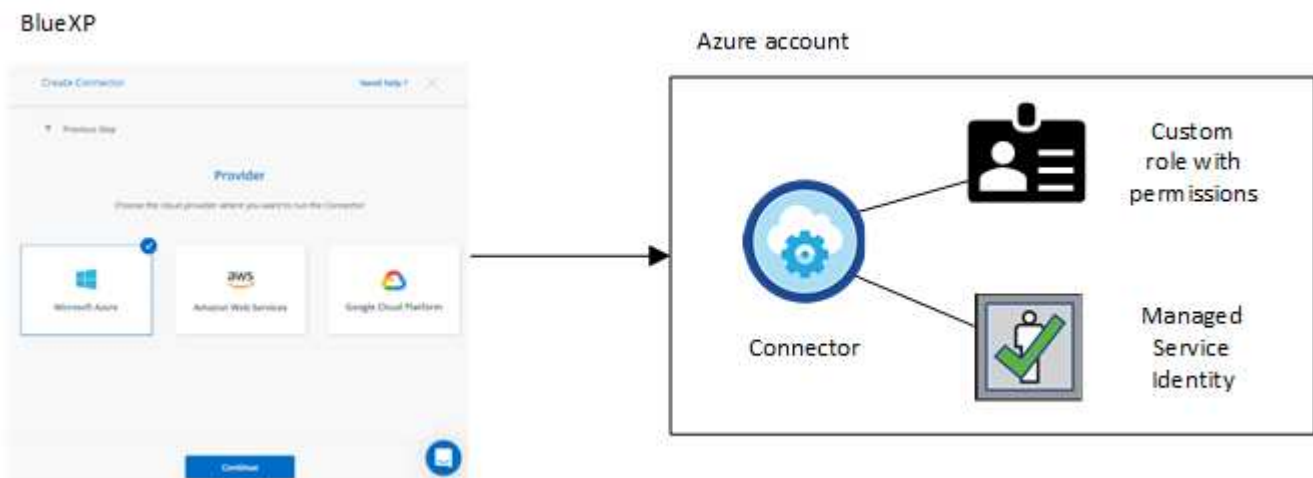 BlueXP
Create Connector
Need help ?
Previous Step
Provider
Choose the cloud provider where you want to run the Connector
Microsoft Azure
aws
Amazon Web Services
Google Cloud Platform
Continue
Azure account
Connector
Custom
role with
permissions
Managed
Service
Identity